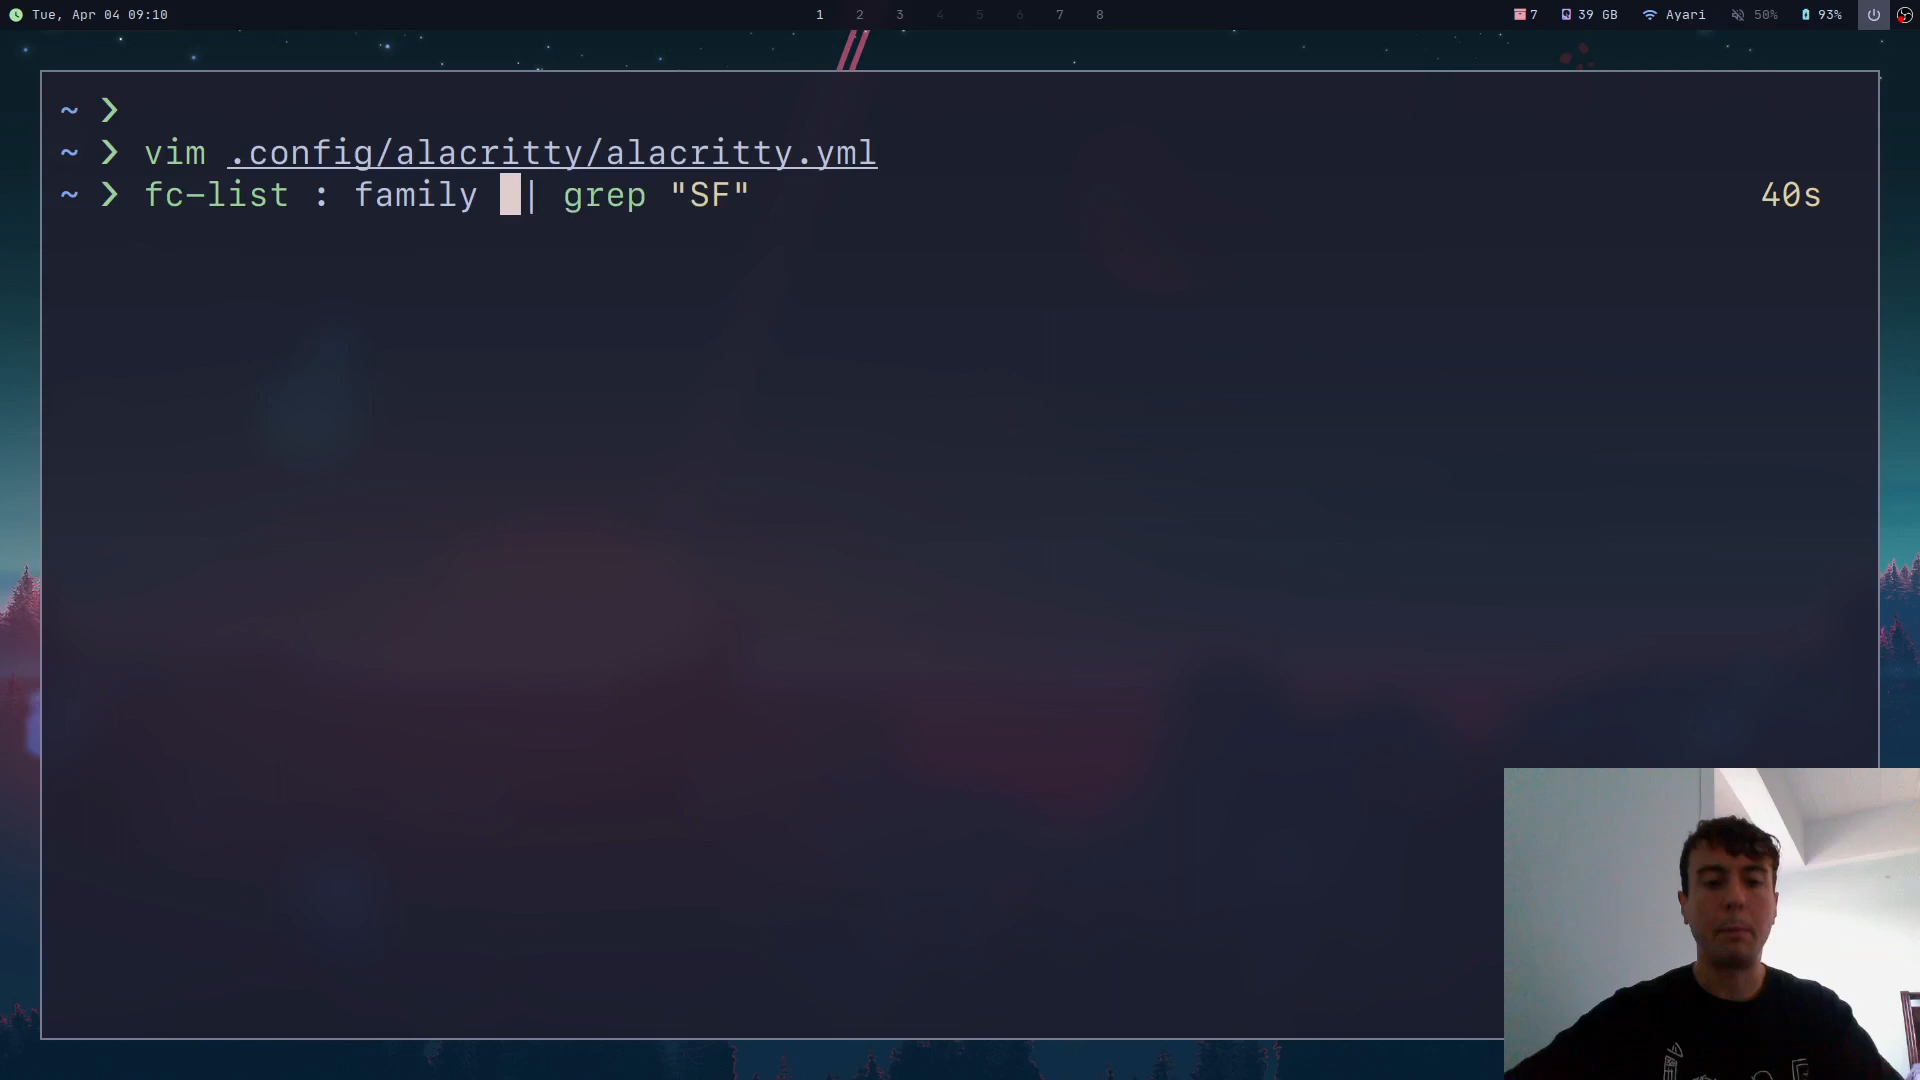 Tue, Apr 04 09:10
1 2 3 4 5 6 7 8
7 39 GB Ayari 50% 93%
~ ❯
~ ❯ vim .config/alacritty/alacritty.yml
~ ❯ fc-list : family | grep "SF" 40s